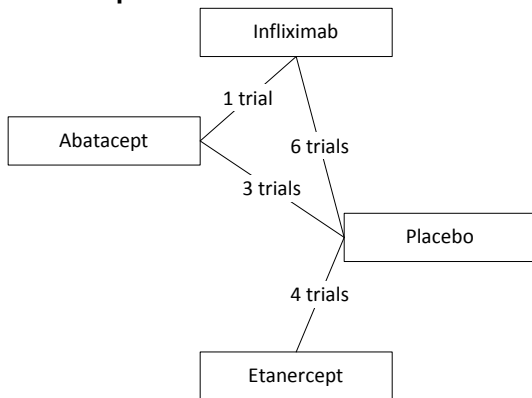 Infliximab
1 trial
Abatacept
6 trials
3 trials
Placebo
4 trials
Etanercept